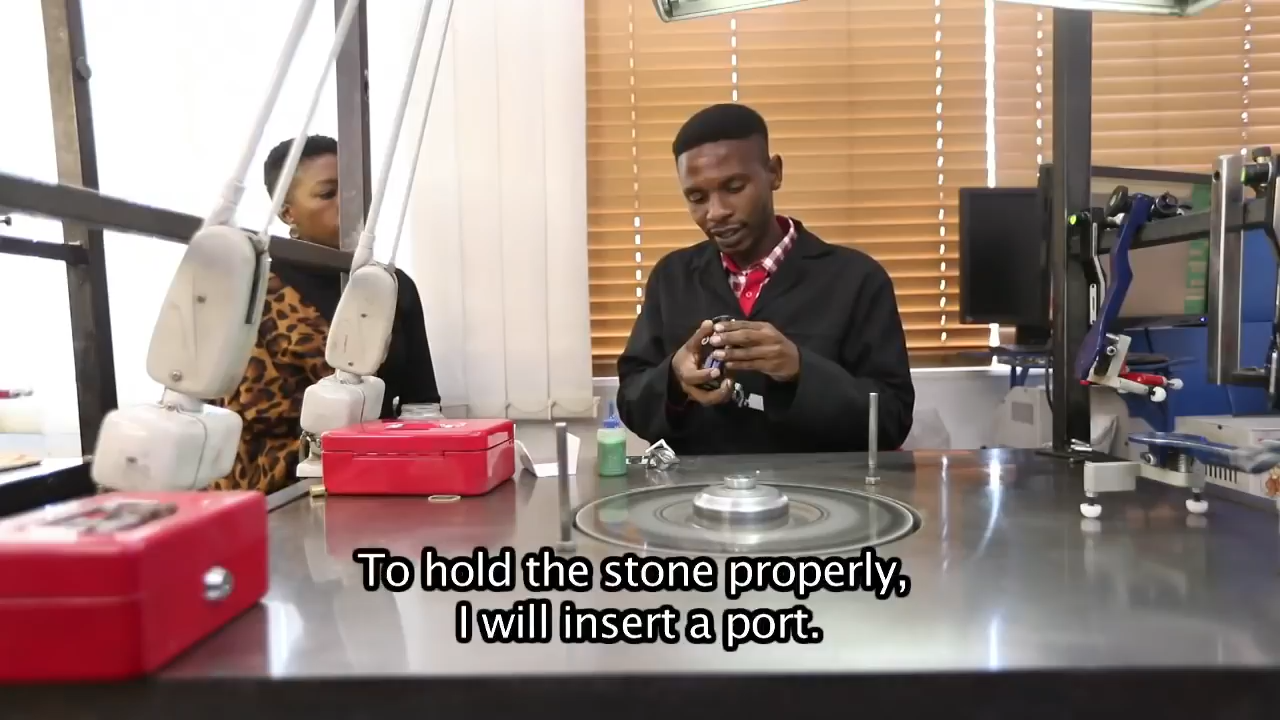 To hold the stone properly,
I will insert a port.